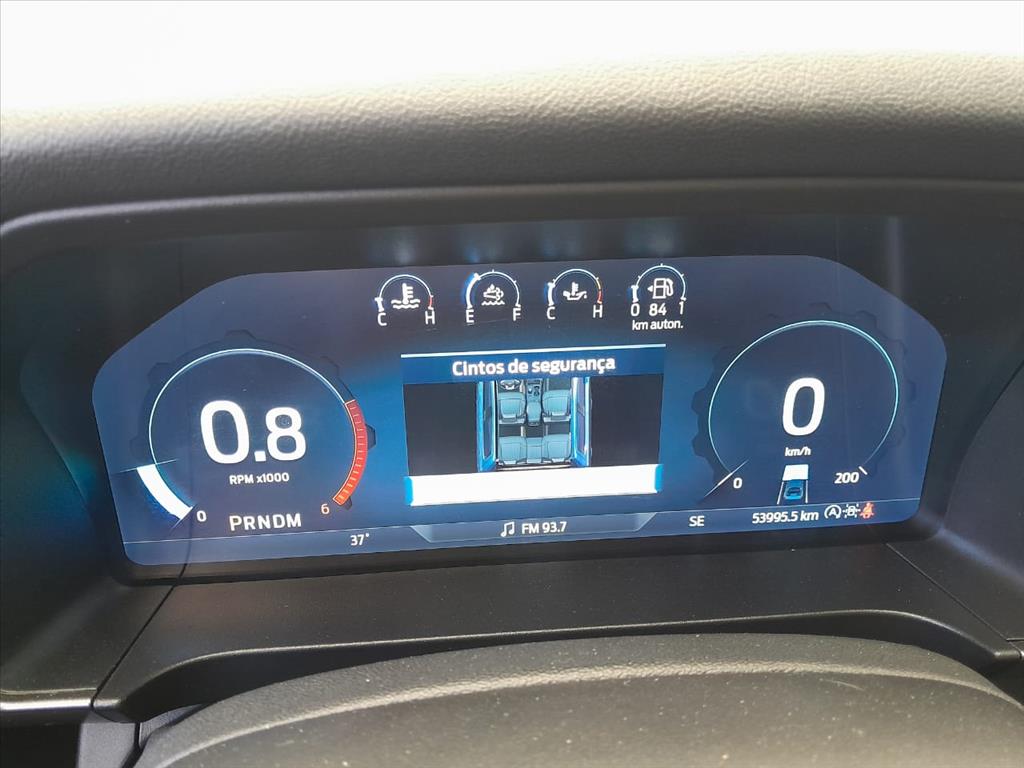 C H
E F
C H
0 84 1
km auton.
Cintos de segurança
0.8
RPM x1000
0 6
PRNDM
0
km/h
0 200
37°
FM 93.7
SE
53995.5 km
A